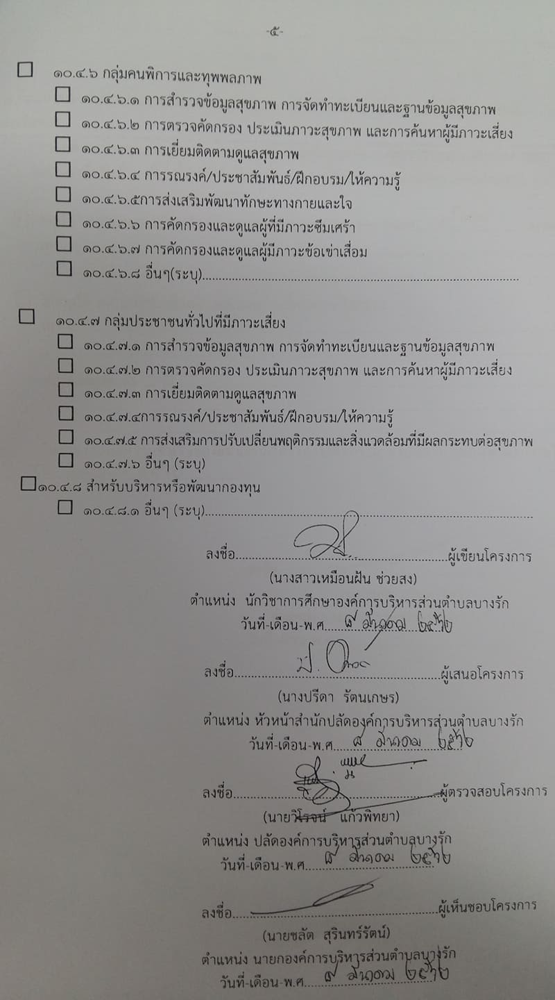 -๕-
๑๐.๔.๖ กลุ่มคนพิการและทุพพลภาพ
๑๐.๔.๖.๑ การสำรวจข้อมูลสุขภาพ การจัดทำทะเบียนและฐานข้อมูลสุขภาพ
๑๐.๔.๖.๒ การตรวจคัดกรอง ประเมินภาวะสุขภาพ และการค้นหาผู้มีภาวะเสี่ยง
๑๐.๔.๖.๓ การเยี่ยมติดตามดูแลสุขภาพ
๑๐.๔.๖.๔ การรณรงค์/ประชาสัมพันธ์/ฝึกอบรม/ให้ความรู้
๑๐.๔.๖.๕การส่งเสริมพัฒนาทักษะทางกายและใจ
๑๐.๔.๖.๖ การคัดกรองและดูแลผู้ที่มีภาวะซึมเศร้า
๑๐.๔.๖.๗ การคัดกรองและดูแลผู้มีภาวะข้อเข่าเสื่อม
๑๐.๔.๖.๘ อื่นๆ(ระบุ)....................
๑๐.๔.๗ กลุ่มประชาชนทั่วไปที่มีภาวะเสี่ยง
๑๐.๔.๗.๑ การสำรวจข้อมูลสุขภาพ การจัดทำทะเบียนและฐานข้อมูลสุขภาพ
๑๐.๔.๗.๒ การตรวจคัดกรอง ประเมินภาวะสุขภาพ และการค้นหาผู้มีภาวะเสี่ยง
๑๐.๔.๗.๓ การเยี่ยมติดตามดูแลสุขภาพ
๑๐.๔.๗.๔การรณรงค์/ประชาสัมพันธ์/ฝึกอบรม/ให้ความรู้
๑๐.๔.๗.๕ การส่งเสริมการปรับเปลี่ยนพฤติกรรมและสิ่งแวดล้อมที่มีผลกระทบต่อสุขภาพ
๑๐.๔.๗.๖ อื่นๆ (ระบุ)
๑๐.๔.๘ สำหรับบริหารหรือพัฒนากองทุน
๑๐.๔.๘.๑ อื่นๆ (ระบุ)....................
ลงชื่อ....................ผู้เขียนโครงการ
(นางสาวเหมือนฝัน ช่วยสง)
ตำแหน่ง นักวิชาการศึกษาองค์การบริหารส่วนตำบลบางรัก
วันที่-เดือน-พ.ศ..... ๘ มีนาคม ๒๕๖๒
ลงชื่อ....................ผู้เสนอโครงการ
(นางปรีดา รัตนเกษร)
ตำแหน่ง หัวหน้าสำนักปลัดองค์การบริหารส่วนตำบลบางรัก
วันที่-เดือน-พ.ศ..... ๘ มีนาคม ๒๕๖๒
ลงชื่อ....................ผู้ตรวจสอบโครงการ
(นายวิโรจน์ แก้วพิทยา)
ตำแหน่ง ปลัดองค์การบริหารส่วนตำบลบางรัก
วันที่-เดือน-พ.ศ..... ๘ มีนาคม ๒๕๖๒
ลงชื่อ....................ผู้เห็นชอบโครงการ
(นายชลัต สุรินทร์รัตน์)
ตำแหน่ง นายกองค์การบริหารส่วนตำบลบางรัก
วันที่-เดือน-พ.ศ..... ๘ มีนาคม ๒๕๖๒